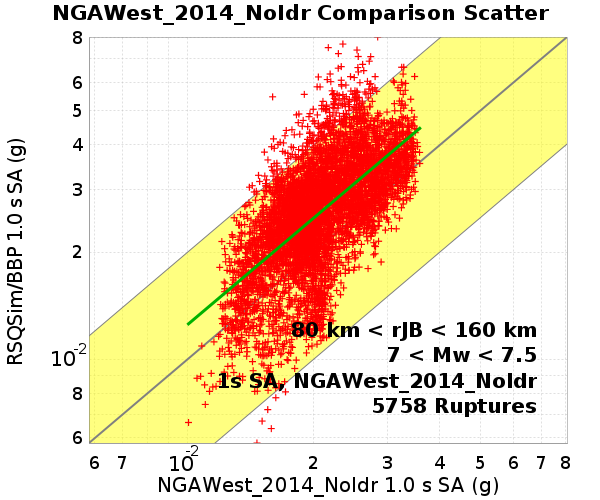 NGAWest_2014_NoIdr Comparison Scatter
RSQSim/BBP 1.0 s SA (g)
8
6
5
4
3
2
10-2
8
6
80 km < rJB < 160 km
7 < Mw < 7.5
1s SA, NGAWest_2014_NoIdr
5758 Ruptures
6 7 10-2 2 3 4 5 6 7 8
NGAWest_2014_NoIdr 1.0 s SA (g)